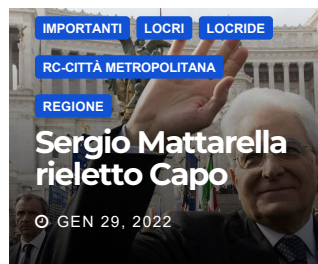 IMPORTANTI LOCRI LOCRIDE
RC-CITTÀ METROPOLITANA
REGIONE
Sergio Mattarella
rieletto Capo
GEN 29, 2022